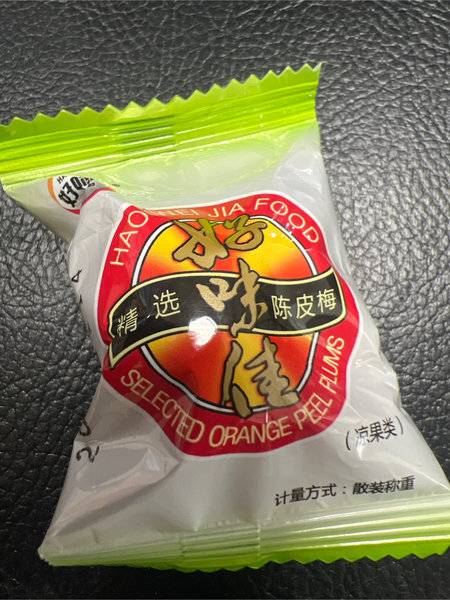 HAO WEI JIA FOOD
好
味
佳
精选
陈皮梅
SELECTED ORANGE PEEL PLUMS
(凉果类)
计量方式:散装称重